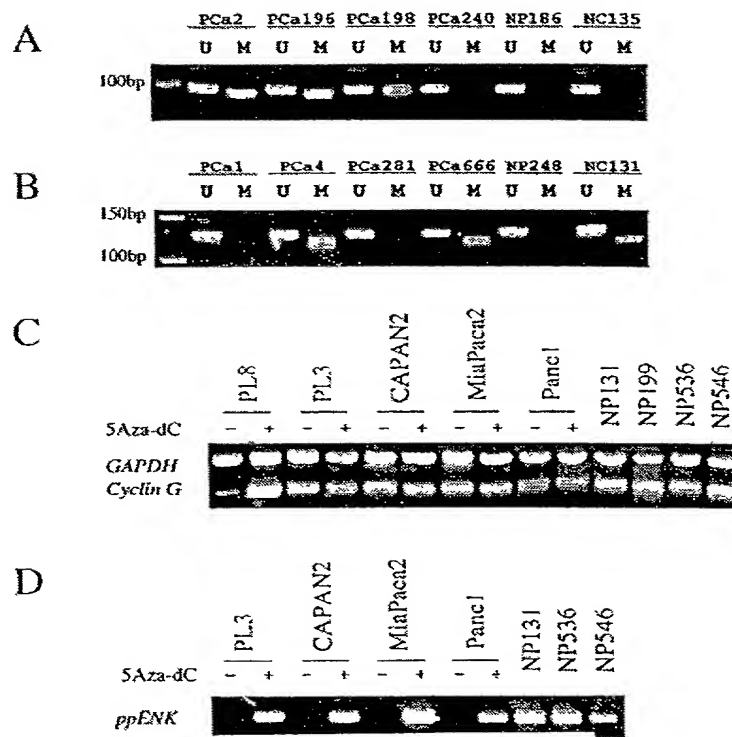 A
PCa2 PCa196 PCa198 PCa240 NP186 NC135
U M U M U M U M U M U M
100bp
B
PCa1 PCa4 PCa281 PCa666 NP248 NC131
U M U M U M U M U M U M
150bp
100bp
C
PL8 PL3 CAPAN2 MiaPaca2 Panc1 NP131 NP199 NP536 NP546
5Aza-dC - + - + - + - + - +
GAPDH
Cyclin G
D
PL3 CAPAN2 MiaPaca2 Panc1 NP131 NP536 NP546
5Aza-dC - + - + - + - +
ppENK